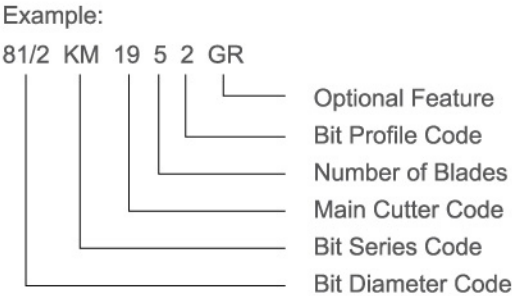 Example:
81/2 KM 19 5 2 GR
Optional Feature
Bit Profile Code
Number of Blades
Main Cutter Code
Bit Series Code
Bit Diameter Code